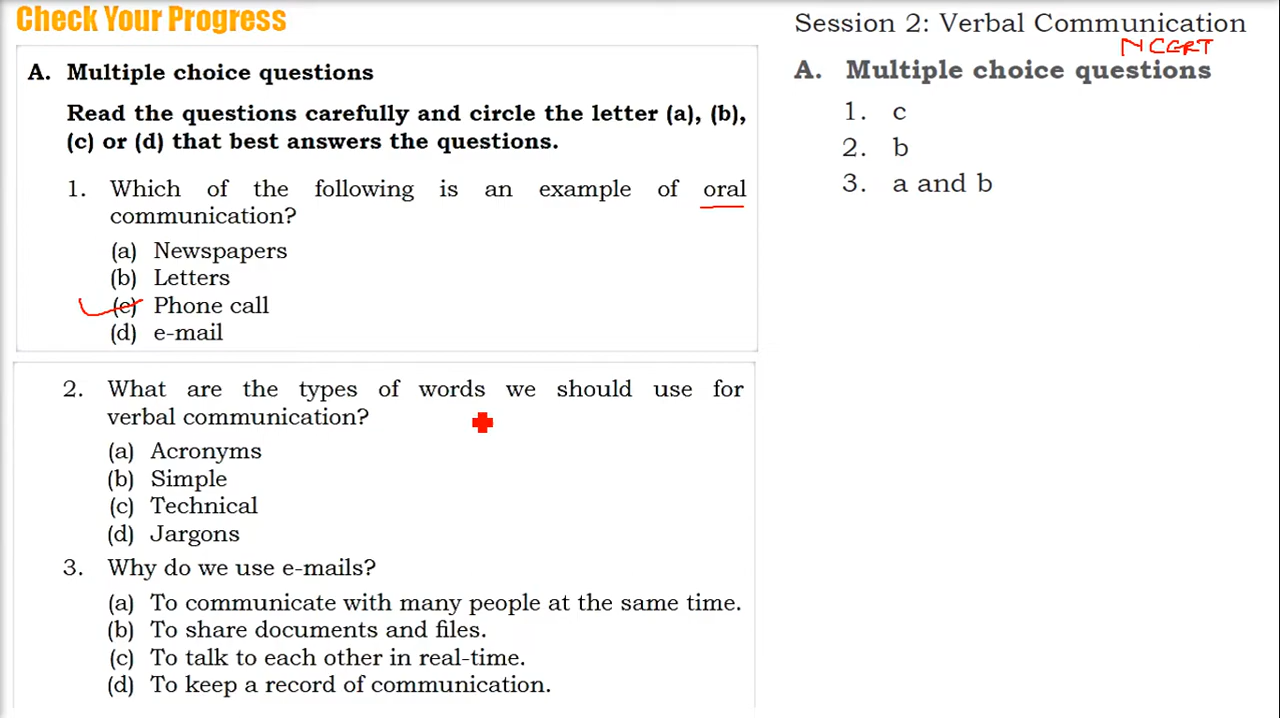 Check Your Progress
A. Multiple choice questions
Read the questions carefully and circle the letter (a), (b),
(c) or (d) that best answers the questions.
1. Which of the following is an example of oral
communication?
(a) Newspapers
(b) Letters
(c) Phone call
(d) e-mail
2. What are the types of words we should use for
verbal communication?
(a) Acronyms
(b) Simple
(c) Technical
(d) Jargons
3. Why do we use e-mails?
(a) To communicate with many people at the same time.
(b) To share documents and files.
(c) To talk to each other in real-time.
(d) To keep a record of communication.
Session 2: Verbal Communication
NCERT
A. Multiple choice questions
1. c
2. b
3. a and b